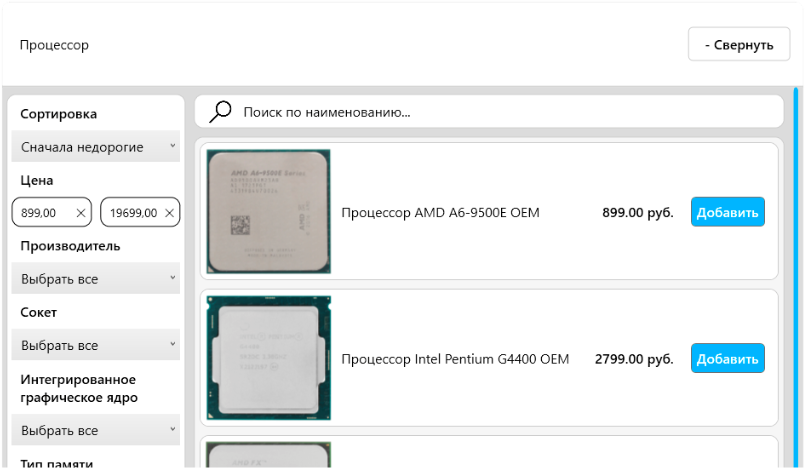 Процессор
- Свернуть
Сортировка
Сначала недорогие
Цена
899,00
19699,00
Производитель
Выбрать все
Сокет
Выбрать все
Интегрированное
графическое ядро
Выбрать все
Тип памяти
Поиск по наименованию...
AMD A6-9500E Series
Процессор AMD A6-9500E OEM
899.00 руб.
Добавить
Процессор Intel Pentium G4400 OEM
2799.00 руб.
Добавить